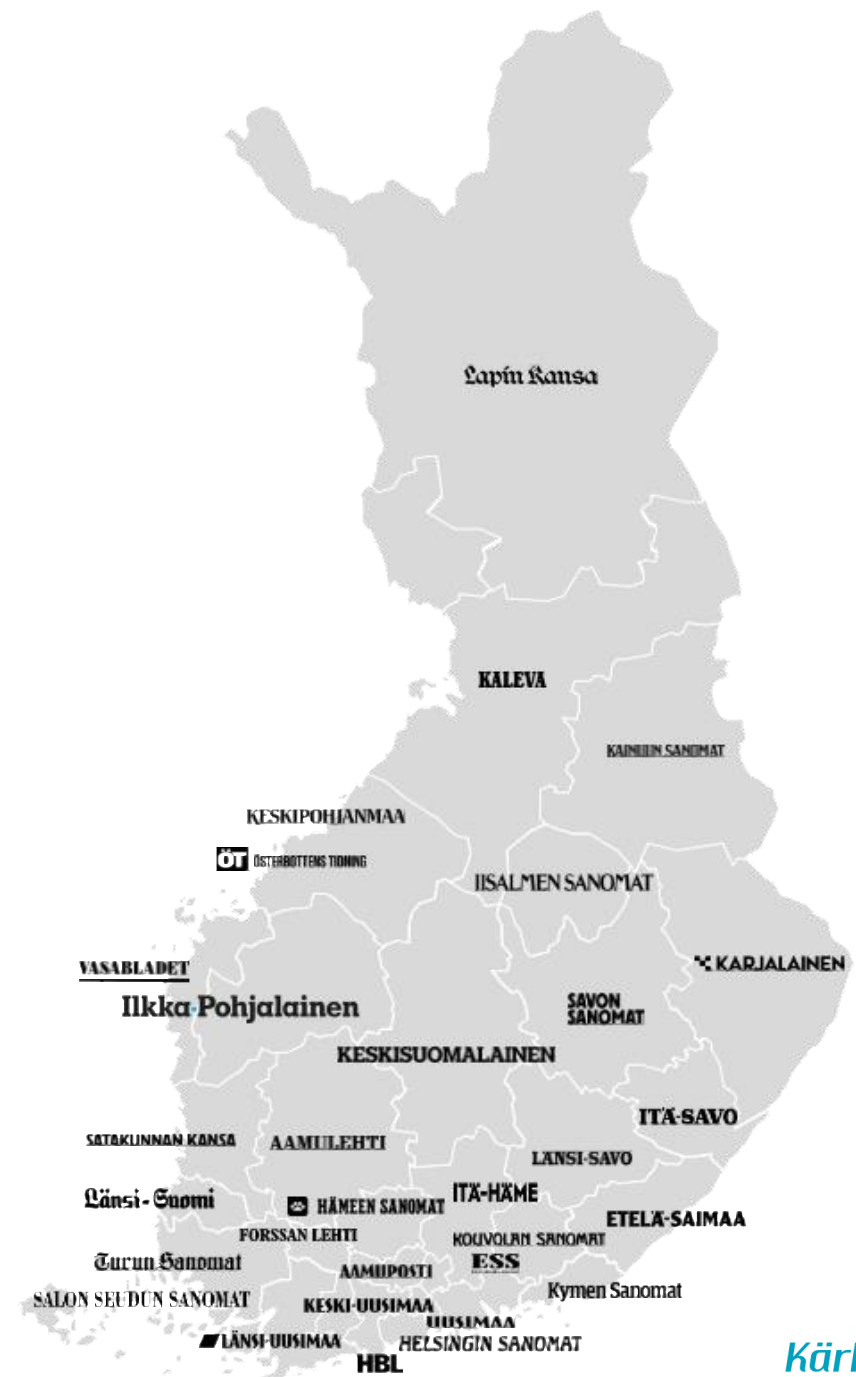 Lapin Kansa
KALEVA
KAINUUN SANOMAT
KESKIPOHJANMAA
ÖT ÖSTERBOTTENS TIDNING
IISALMEN SANOMAT
VASABLADET
KARJALAINEN
Ilkka-Pohjalainen
SAVON
SANOMAT
KESKISUOMALAINEN
ITÄ-SAVO
SATAKUNNAN KANSA
AAMULEHTI
LÄNSI-SAVO
Länsi-Suomi
HÄMEEN SANOMAT
ITÄ-HÄME
ETELÄ-SAIMAA
FORSSAN LEHTI
KOUVOLAN SANOMAT
Turun Sanomat
AAMUPOSTI
ESS
Kymen Sanomat
SALON SEUDUN SANOMAT
KESKI-UUSIMAA
UUSIMAA
LÄNSI-UUSIMAA
HELSINGIN SANOMAT
HBL